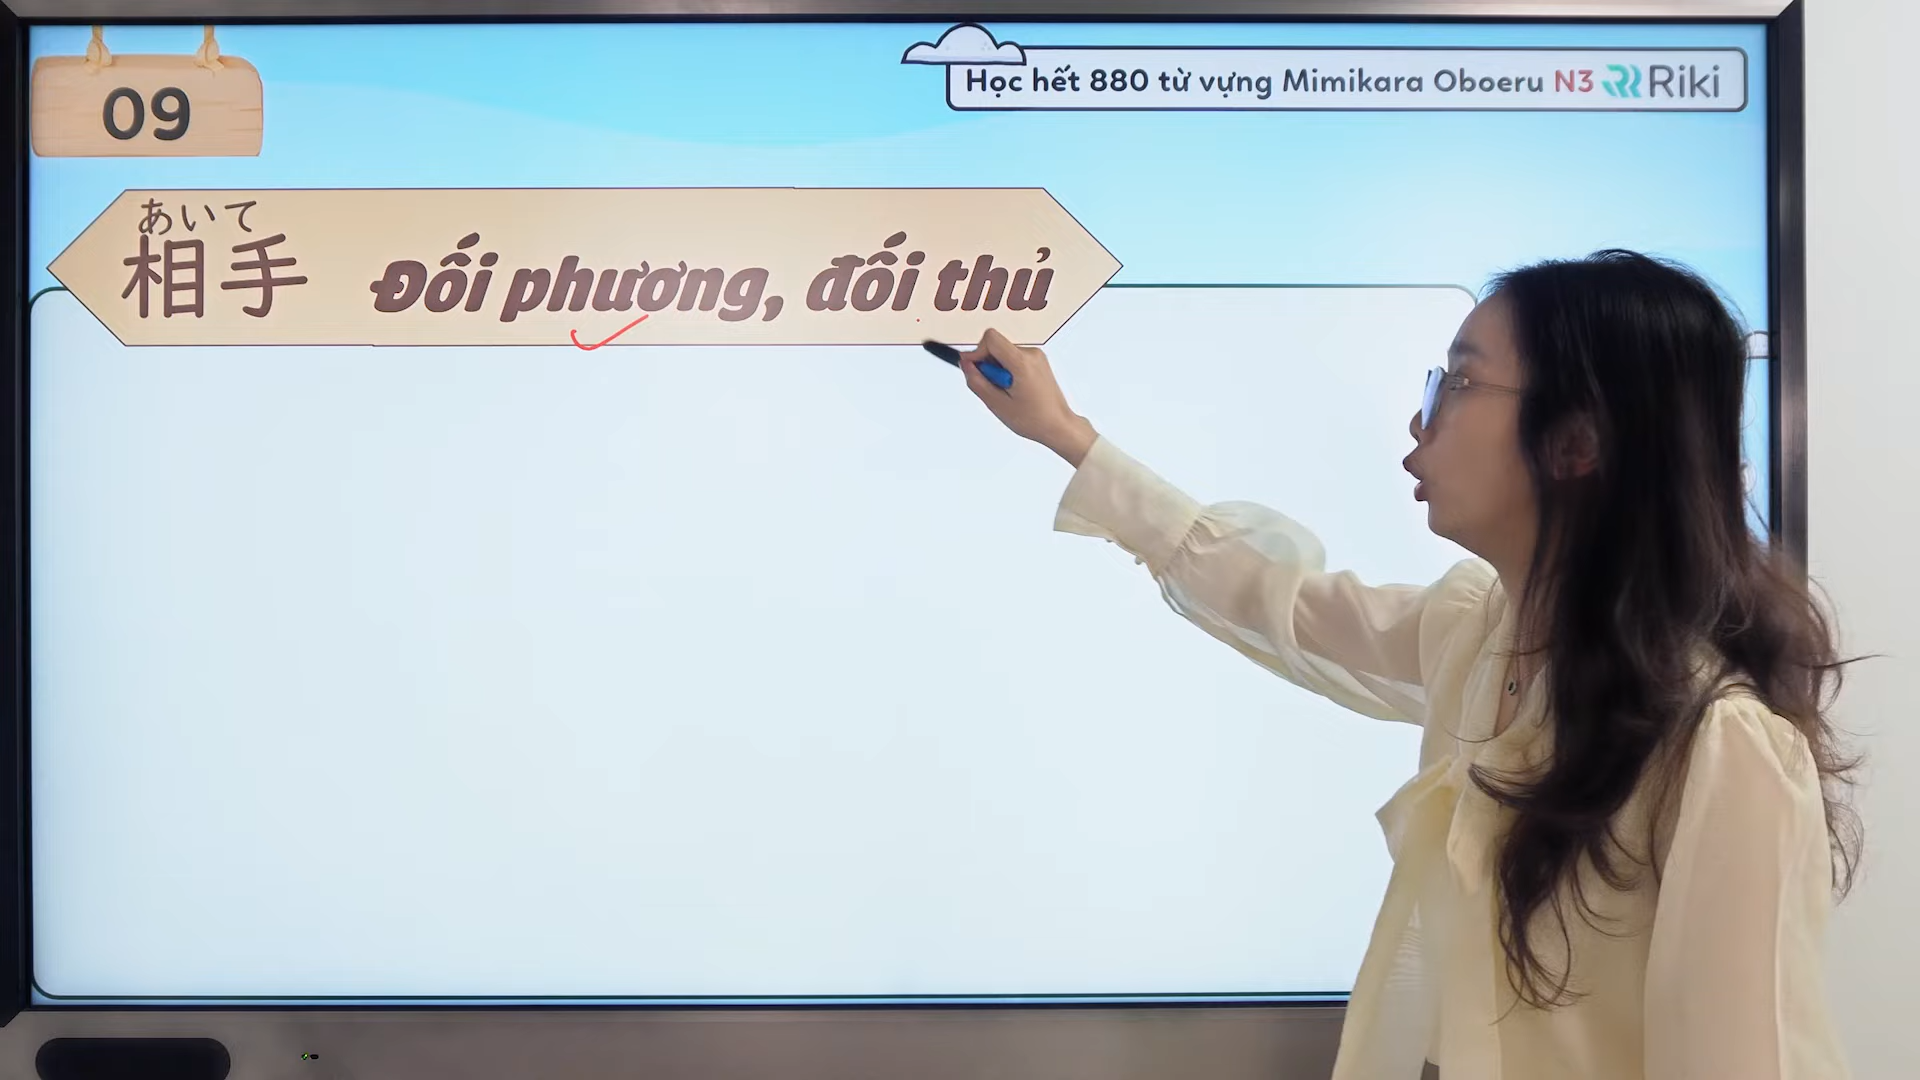 09
Học hết 880 từ vựng Mimikara Oboeru N3 Riki
あいて
相手 Đối phương, đối thủ